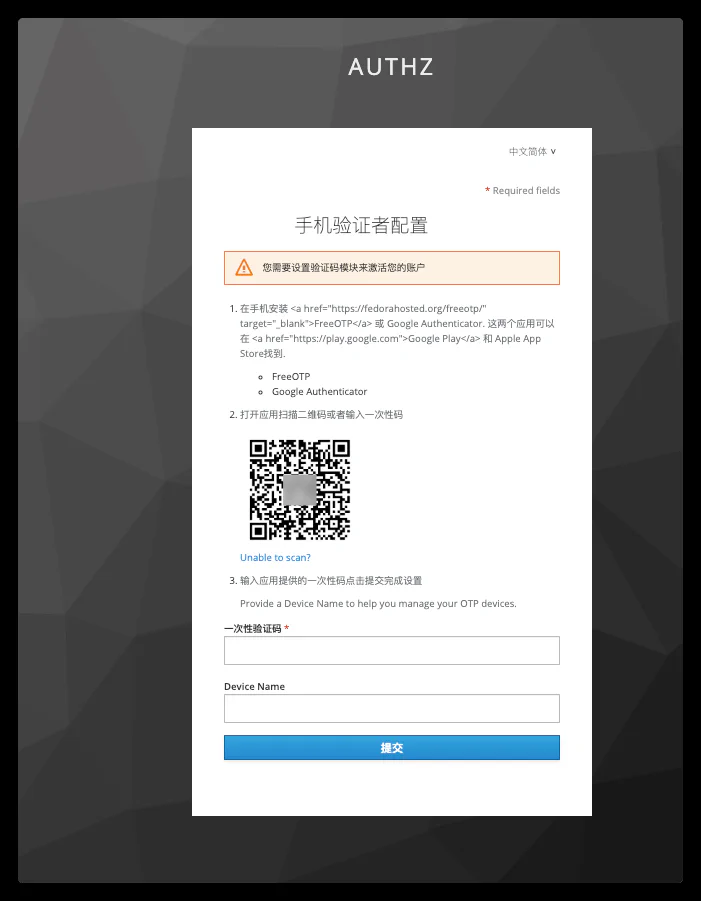 AUTHZ
中文简体 ∨
* Required fields
手机验证者配置
您需要设置验证码模块来激活您的账户
1. 在手机安装 <a href="https://fedorahosted.org/freeotp/"
target="_blank">FreeOTP</a> 或 Google Authenticator. 这两个应用可以
在 <a href="https://play.google.com">Google Play</a> 和 Apple App
Store找到.
FreeOTP
Google Authenticator
2. 打开应用扫描二维码或者输入一次性码
Unable to scan?
3. 输入应用提供的一次性码点击提交完成设置
Provide a Device Name to help you manage your OTP devices.
一次性验证码 *
Device Name
提交